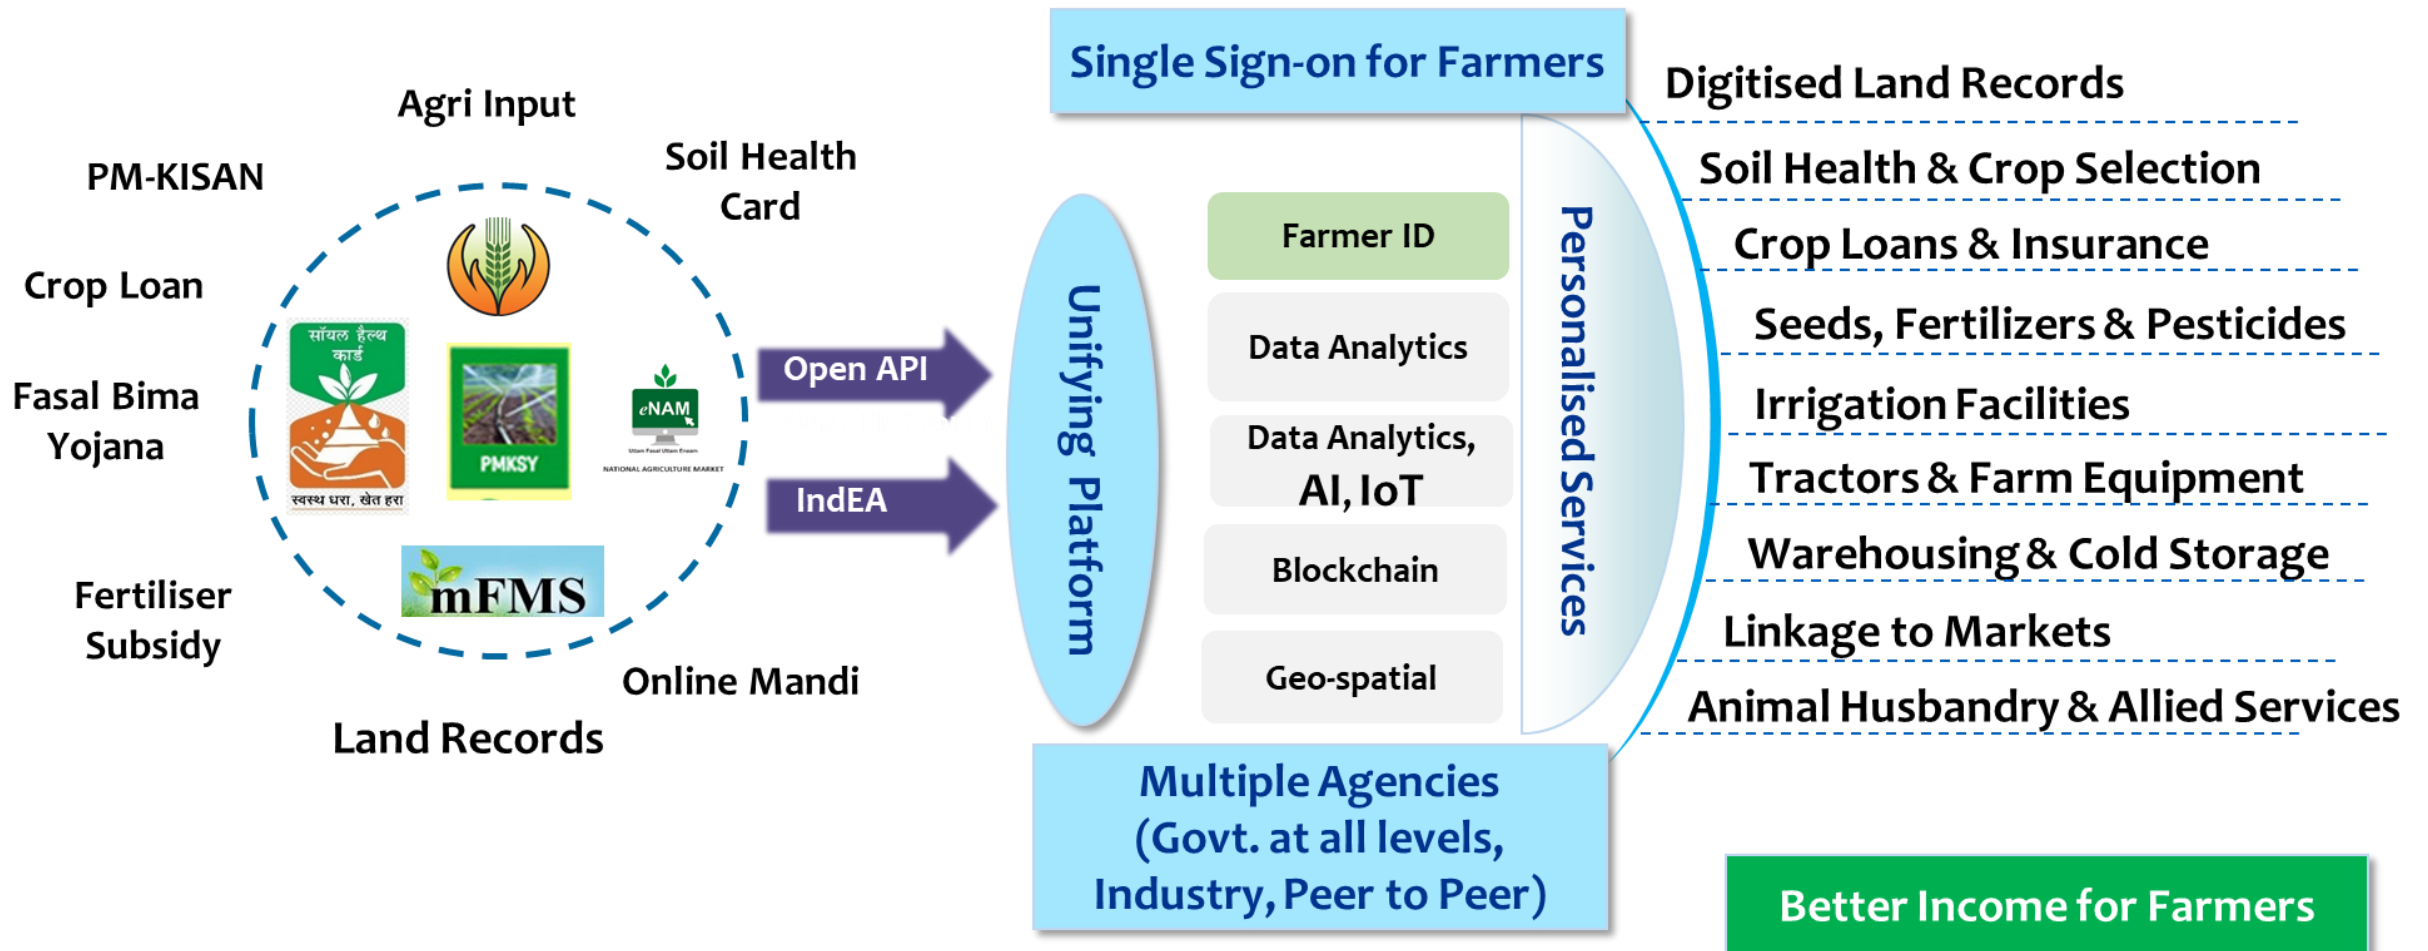 Agri Input
PM-KISAN
Soil Health
Card
Crop Loan
Fasal Bima
Yojana
Fertiliser
Subsidy
Land Records
Online Mandi
सॉयल हैल्थ
कार्ड
स्वस्थ धरा, खेत हरा
PMKSY
eNAM
Uttam Fasal Uttam Enaam
NATIONAL AGRICULTURE MARKET
mFMS
Open API
IndEA
Unifying Platform
Single Sign-on for Farmers
Farmer ID
Data Analytics
Data Analytics,
AI, IoT
Blockchain
Geo-spatial
Personalised Services
Multiple Agencies
(Govt. at all levels,
Industry, Peer to Peer)
Digitised Land Records
Soil Health & Crop Selection
Crop Loans & Insurance
Seeds, Fertilizers & Pesticides
Irrigation Facilities
Tractors & Farm Equipment
Warehousing & Cold Storage
Linkage to Markets
Animal Husbandry & Allied Services
Better Income for Farmers